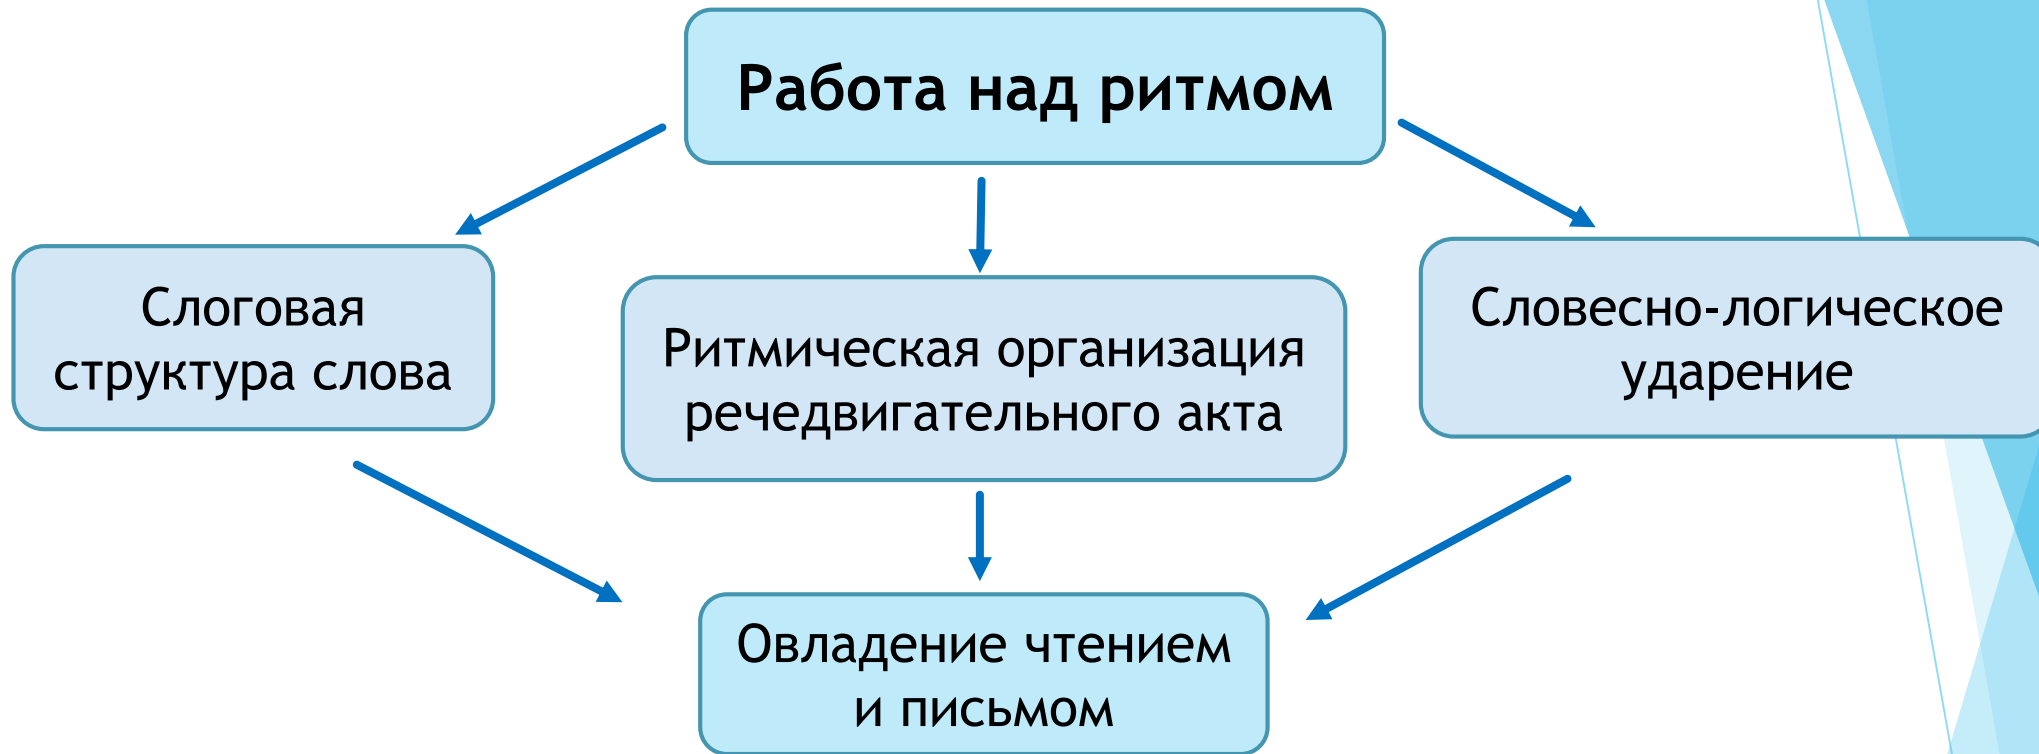 Работа над ритмом
Слоговая
структура слова
Ритмическая организация
речедвигательного акта
Словесно-логическое
ударение
Овладение чтением
и письмом